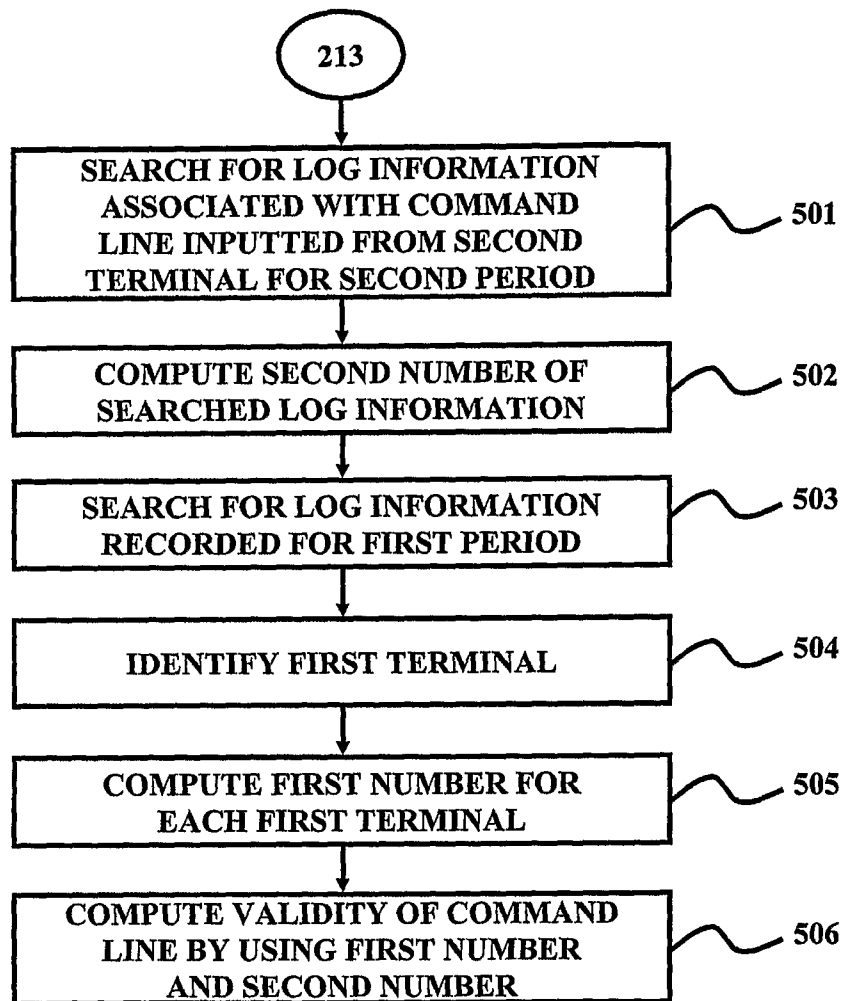 213
SEARCH FOR LOG INFORMATION
ASSOCIATED WITH COMMAND
LINE INPUTTED FROM SECOND
TERMINAL FOR SECOND PERIOD
501
COMPUTE SECOND NUMBER OF
SEARCHED LOG INFORMATION
502
SEARCH FOR LOG INFORMATION
RECORDED FOR FIRST PERIOD
503
IDENTIFY FIRST TERMINAL
504
COMPUTE FIRST NUMBER FOR
EACH FIRST TERMINAL
505
COMPUTE VALIDITY OF COMMAND
LINE BY USING FIRST NUMBER
AND SECOND NUMBER
506